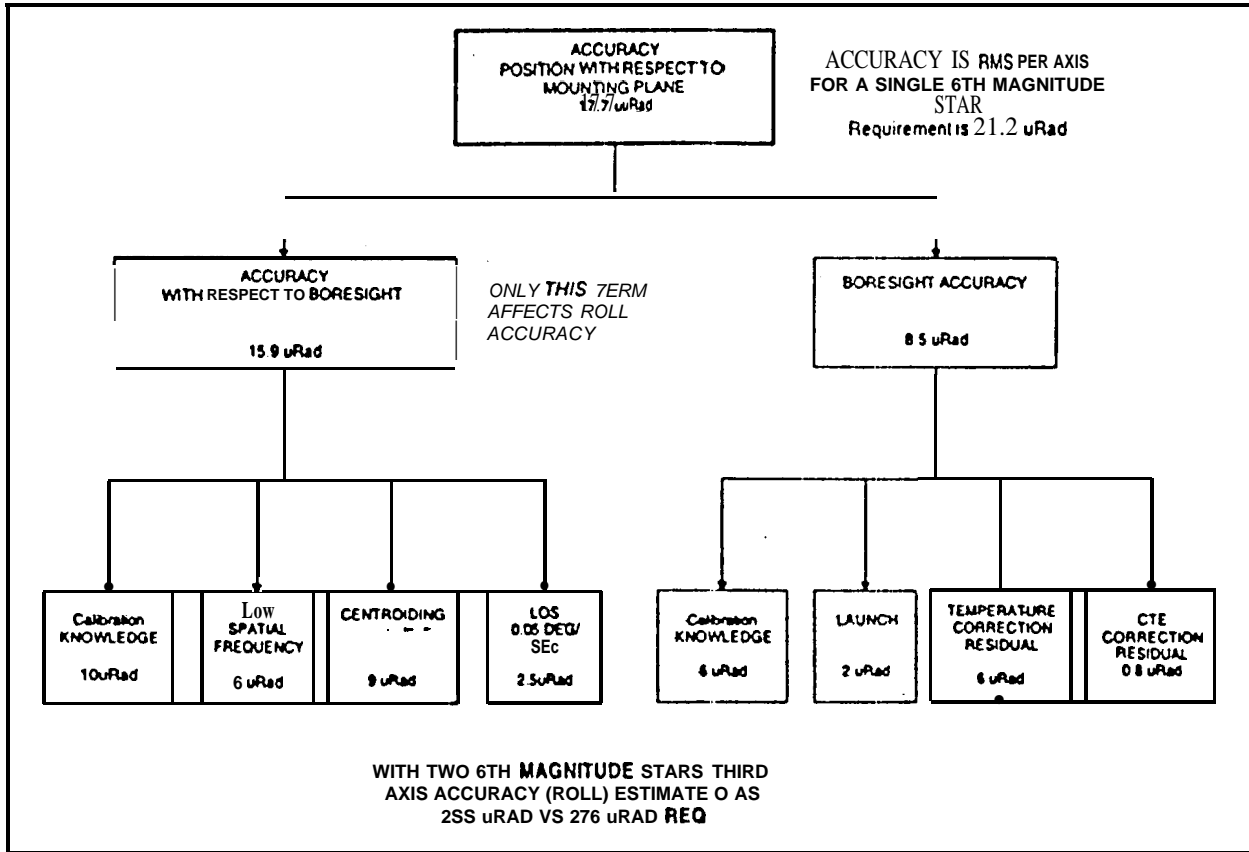 ACCURACY
POSITION WITH RESPECT TO
MOUNTING PLANE
17.7 uRad
ACCURACY IS RMS PER AXIS
FOR A SINGLE 6TH MAGNITUDE
STAR
Requirement is 21.2 uRad
ACCURACY
WITH RESPECT TO BORESIGHT
15.9 uRad
ONLY THIS 7ERM
AFFECTS ROLL
ACCURACY
BORESIGHT ACCURACY
8 5 uRad
Calibration
KNOWLEDGE
10uRad
Low
SPATIAL
FREQUENCY
6 uRad
CENTROIDING
9 uRad
LOS
0.05 DEG/
SEc
2.5uRad
Calibration
KNOWLEDGE
6 uRad
LAUNCH
2 uRad
TEMPERATURE
CORRECTION
RESIDUAL
6 uRad
CTE
CORRECTION
RESIDUAL
0 8 uRad
WITH TWO 6TH MAGNITUDE STARS THIRD
AXIS ACCURACY (ROLL) ESTIMATE O AS
2SS uRAD VS 276 uRAD REQ